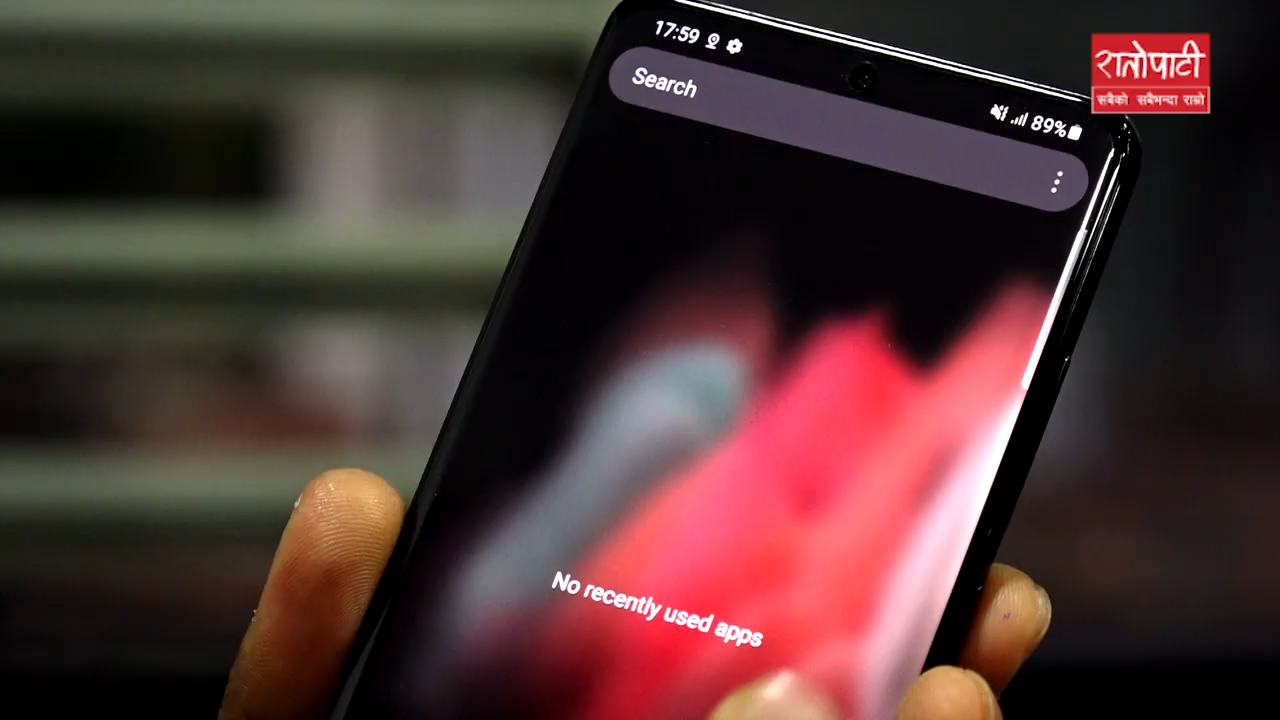 17:59
89%
Search
No recently used apps
रातोपाटी
सबैको सबैभन्दा राम्रो